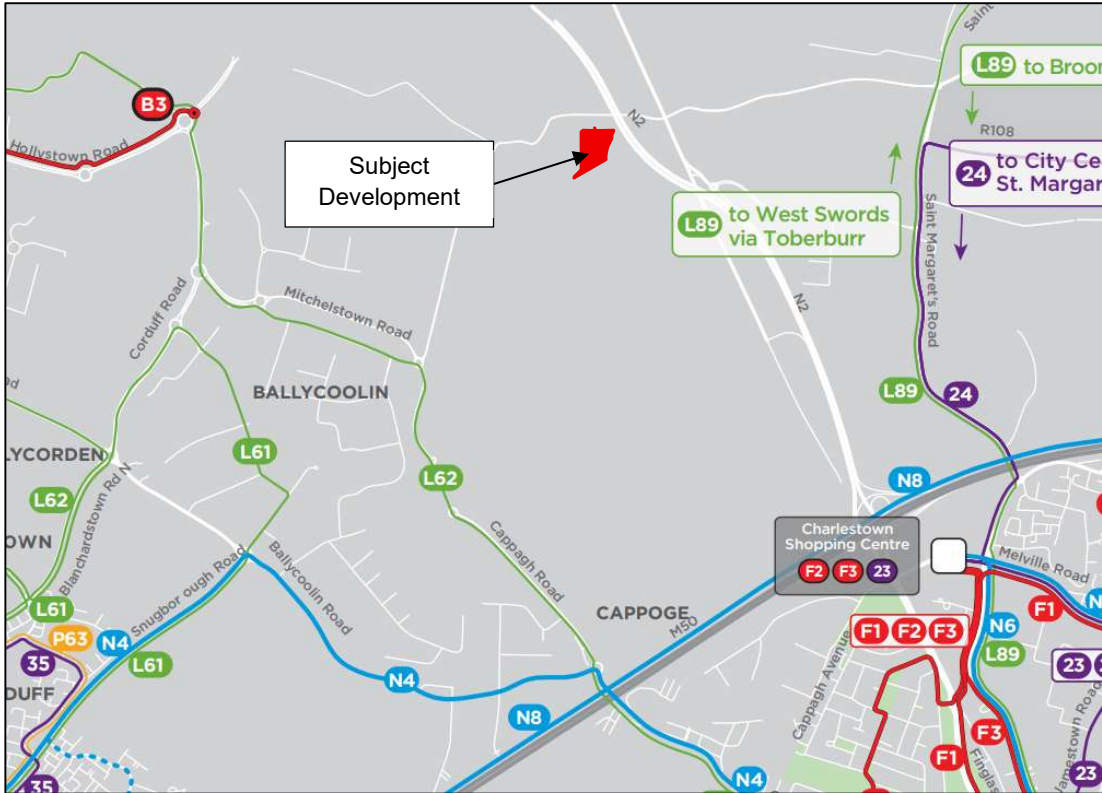 Saint
L89 to Broor
B3
N2
R108
Hollystown Road
Subject
Development
24 to City Ce
St. Margar
L89 to West Swords
via Toberburr
Saint Margaret's Road
Corduff Road
Mitchelstown Road
N2
BALLYCOOLIN
L89
24
LYCORDEN
L61
L62
L62
N8
OWN
Blanchardstown Rd N
Charlestown
Shopping Centre
F2 F3 23
Cappagh Road
Snugborough Road
Ballycoolin Road
Melville Road
L61
CAPPOGE
M50
F1
P63
N4
F1 F2 F3
N6
35
L61
L89
DUFF
N4
Cappagh Avenue
23
N8
F3
Jamestown Road
F1
Finglas
35
N4
23